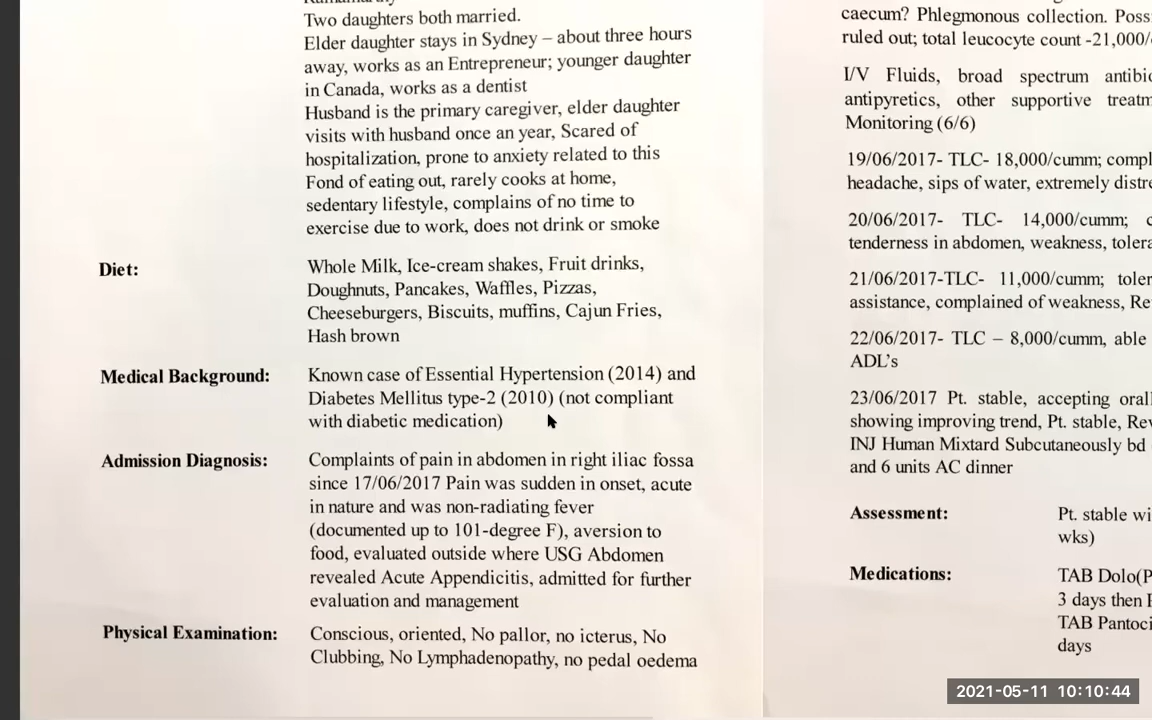 Two daughters both married.
Elder daughter stays in Sydney – about three hours
away, works as an Entrepreneur; younger daughter
in Canada, works as a dentist
Husband is the primary caregiver, elder daughter
visits with husband once an year, Scared of
hospitalization, prone to anxiety related to this
Fond of eating out, rarely cooks at home,
sedentary lifestyle, complains of no time to
exercise due to work, does not drink or smoke
Diet: Whole Milk, Ice-cream shakes, Fruit drinks,
Doughnuts, Pancakes, Waffles, Pizzas,
Cheeseburgers, Biscuits, muffins, Cajun Fries,
Hash brown
Medical Background: Known case of Essential Hypertension (2014) and
Diabetes Mellitus type-2 (2010) (not compliant
with diabetic medication)
Admission Diagnosis: Complaints of pain in abdomen in right iliac fossa
since 17/06/2017 Pain was sudden in onset, acute
in nature and was non-radiating fever
(documented up to 101-degree F), aversion to
food, evaluated outside where USG Abdomen
revealed Acute Appendicitis, admitted for further
evaluation and management
Physical Examination: Conscious, oriented, No pallor, no icterus, No
Clubbing, No Lymphadenopathy, no pedal oedema
caecum? Phlegmonous collection. Poss
ruled out; total leucocyte count -21,000/
I/V Fluids, broad spectrum antibi
antipyretics, other supportive treat
Monitoring (6/6)
19/06/2017- TLC- 18,000/cumm; compl
headache, sips of water, extremely distr
20/06/2017- TLC- 14,000/cumm;
tenderness in abdomen, weakness, toler
21/06/2017-TLC- 11,000/cumm; toler
assistance, complained of weakness, Re
22/06/2017- TLC – 8,000/cumm, able
ADL's
23/06/2017 Pt. stable, accepting oral
showing improving trend, Pt. stable, Re
INJ Human Mixtard Subcutaneously bd
and 6 units AC dinner
Assessment: Pt. stable wi
wks)
Medications: TAB Dolo(P
3 days then
TAB Pantoci
days
2021-05-11 10:10:44